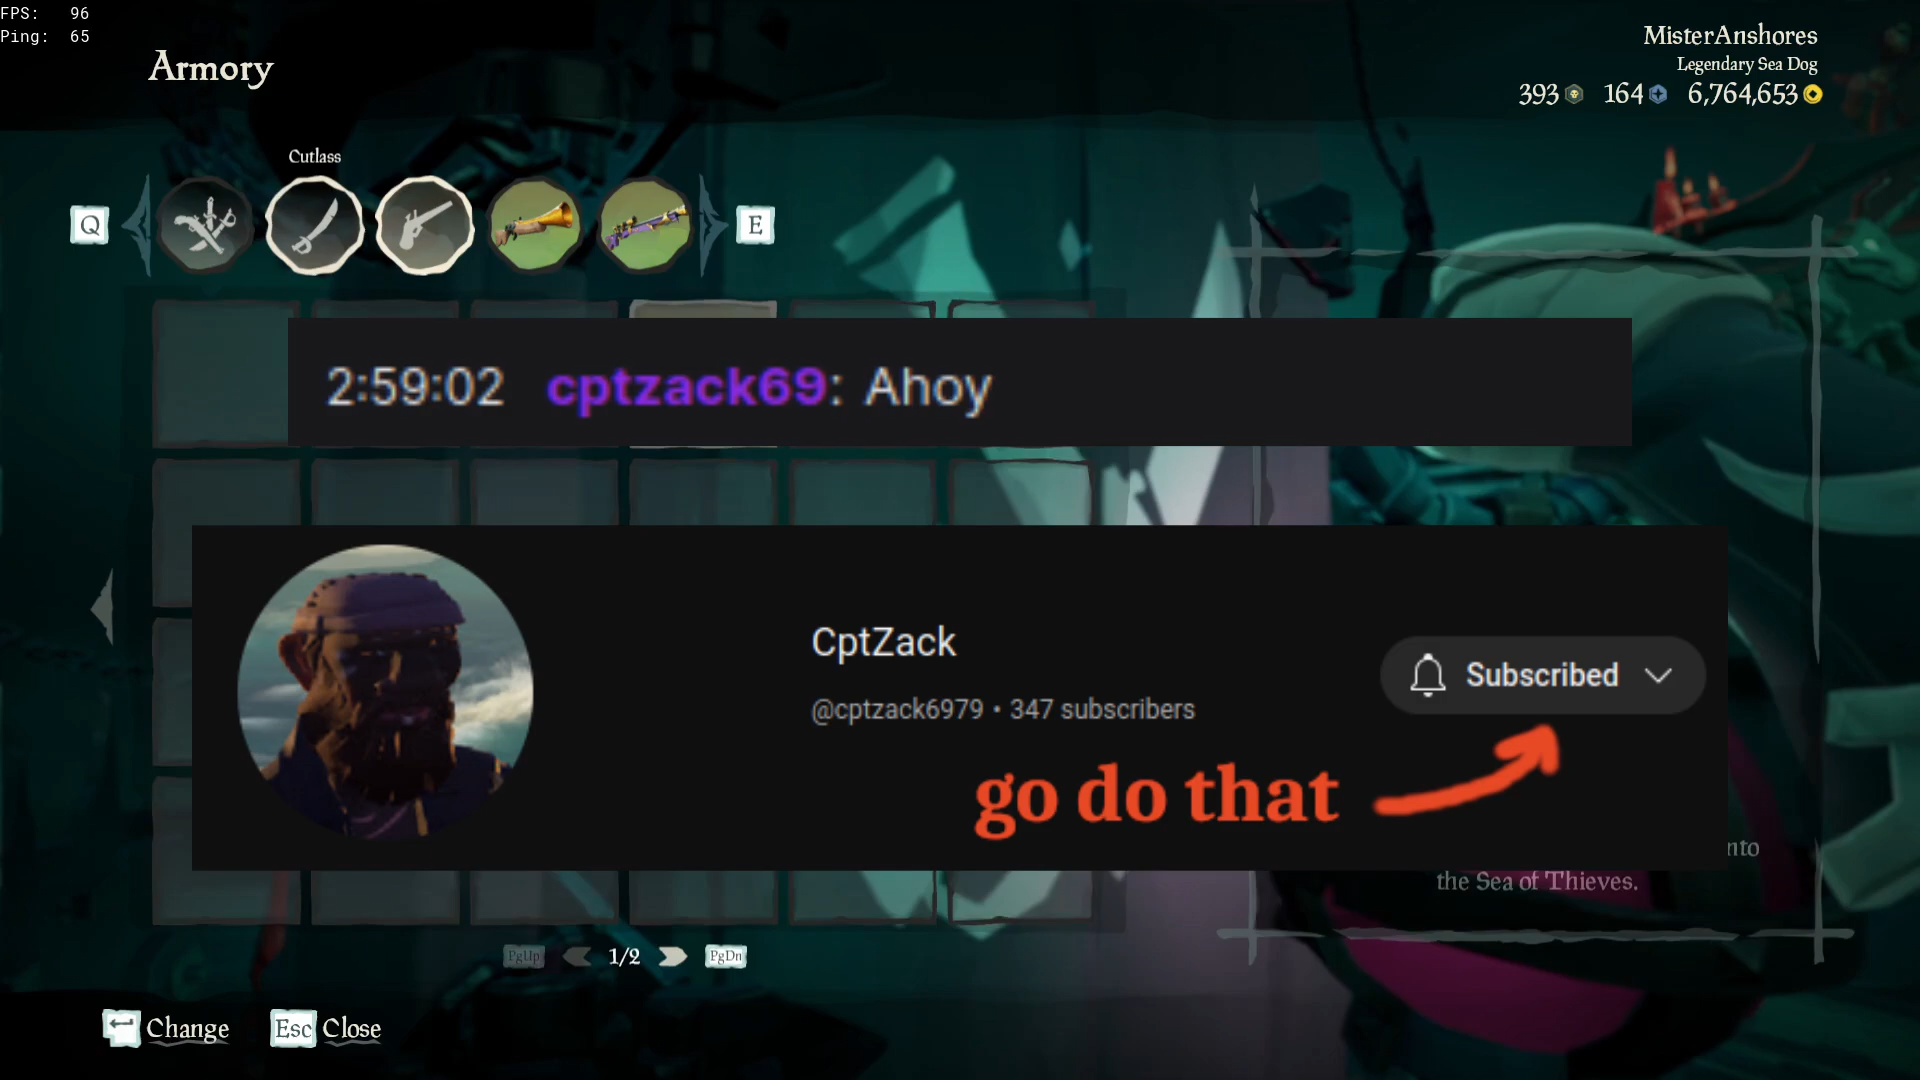 FPS: 96
Ping: 65
Armory
MisterAnshores
Legendary Sea Dog
393 164 6,764,653
Cutlass
Q
E
2:59:02 cptzack69: Ahoy
CptZack
@cptzack6979 • 347 subscribers
Subscribed
go do that
nto
the Sea of Thieves.
PgUp 1/2 PgDn
Change Esc Close